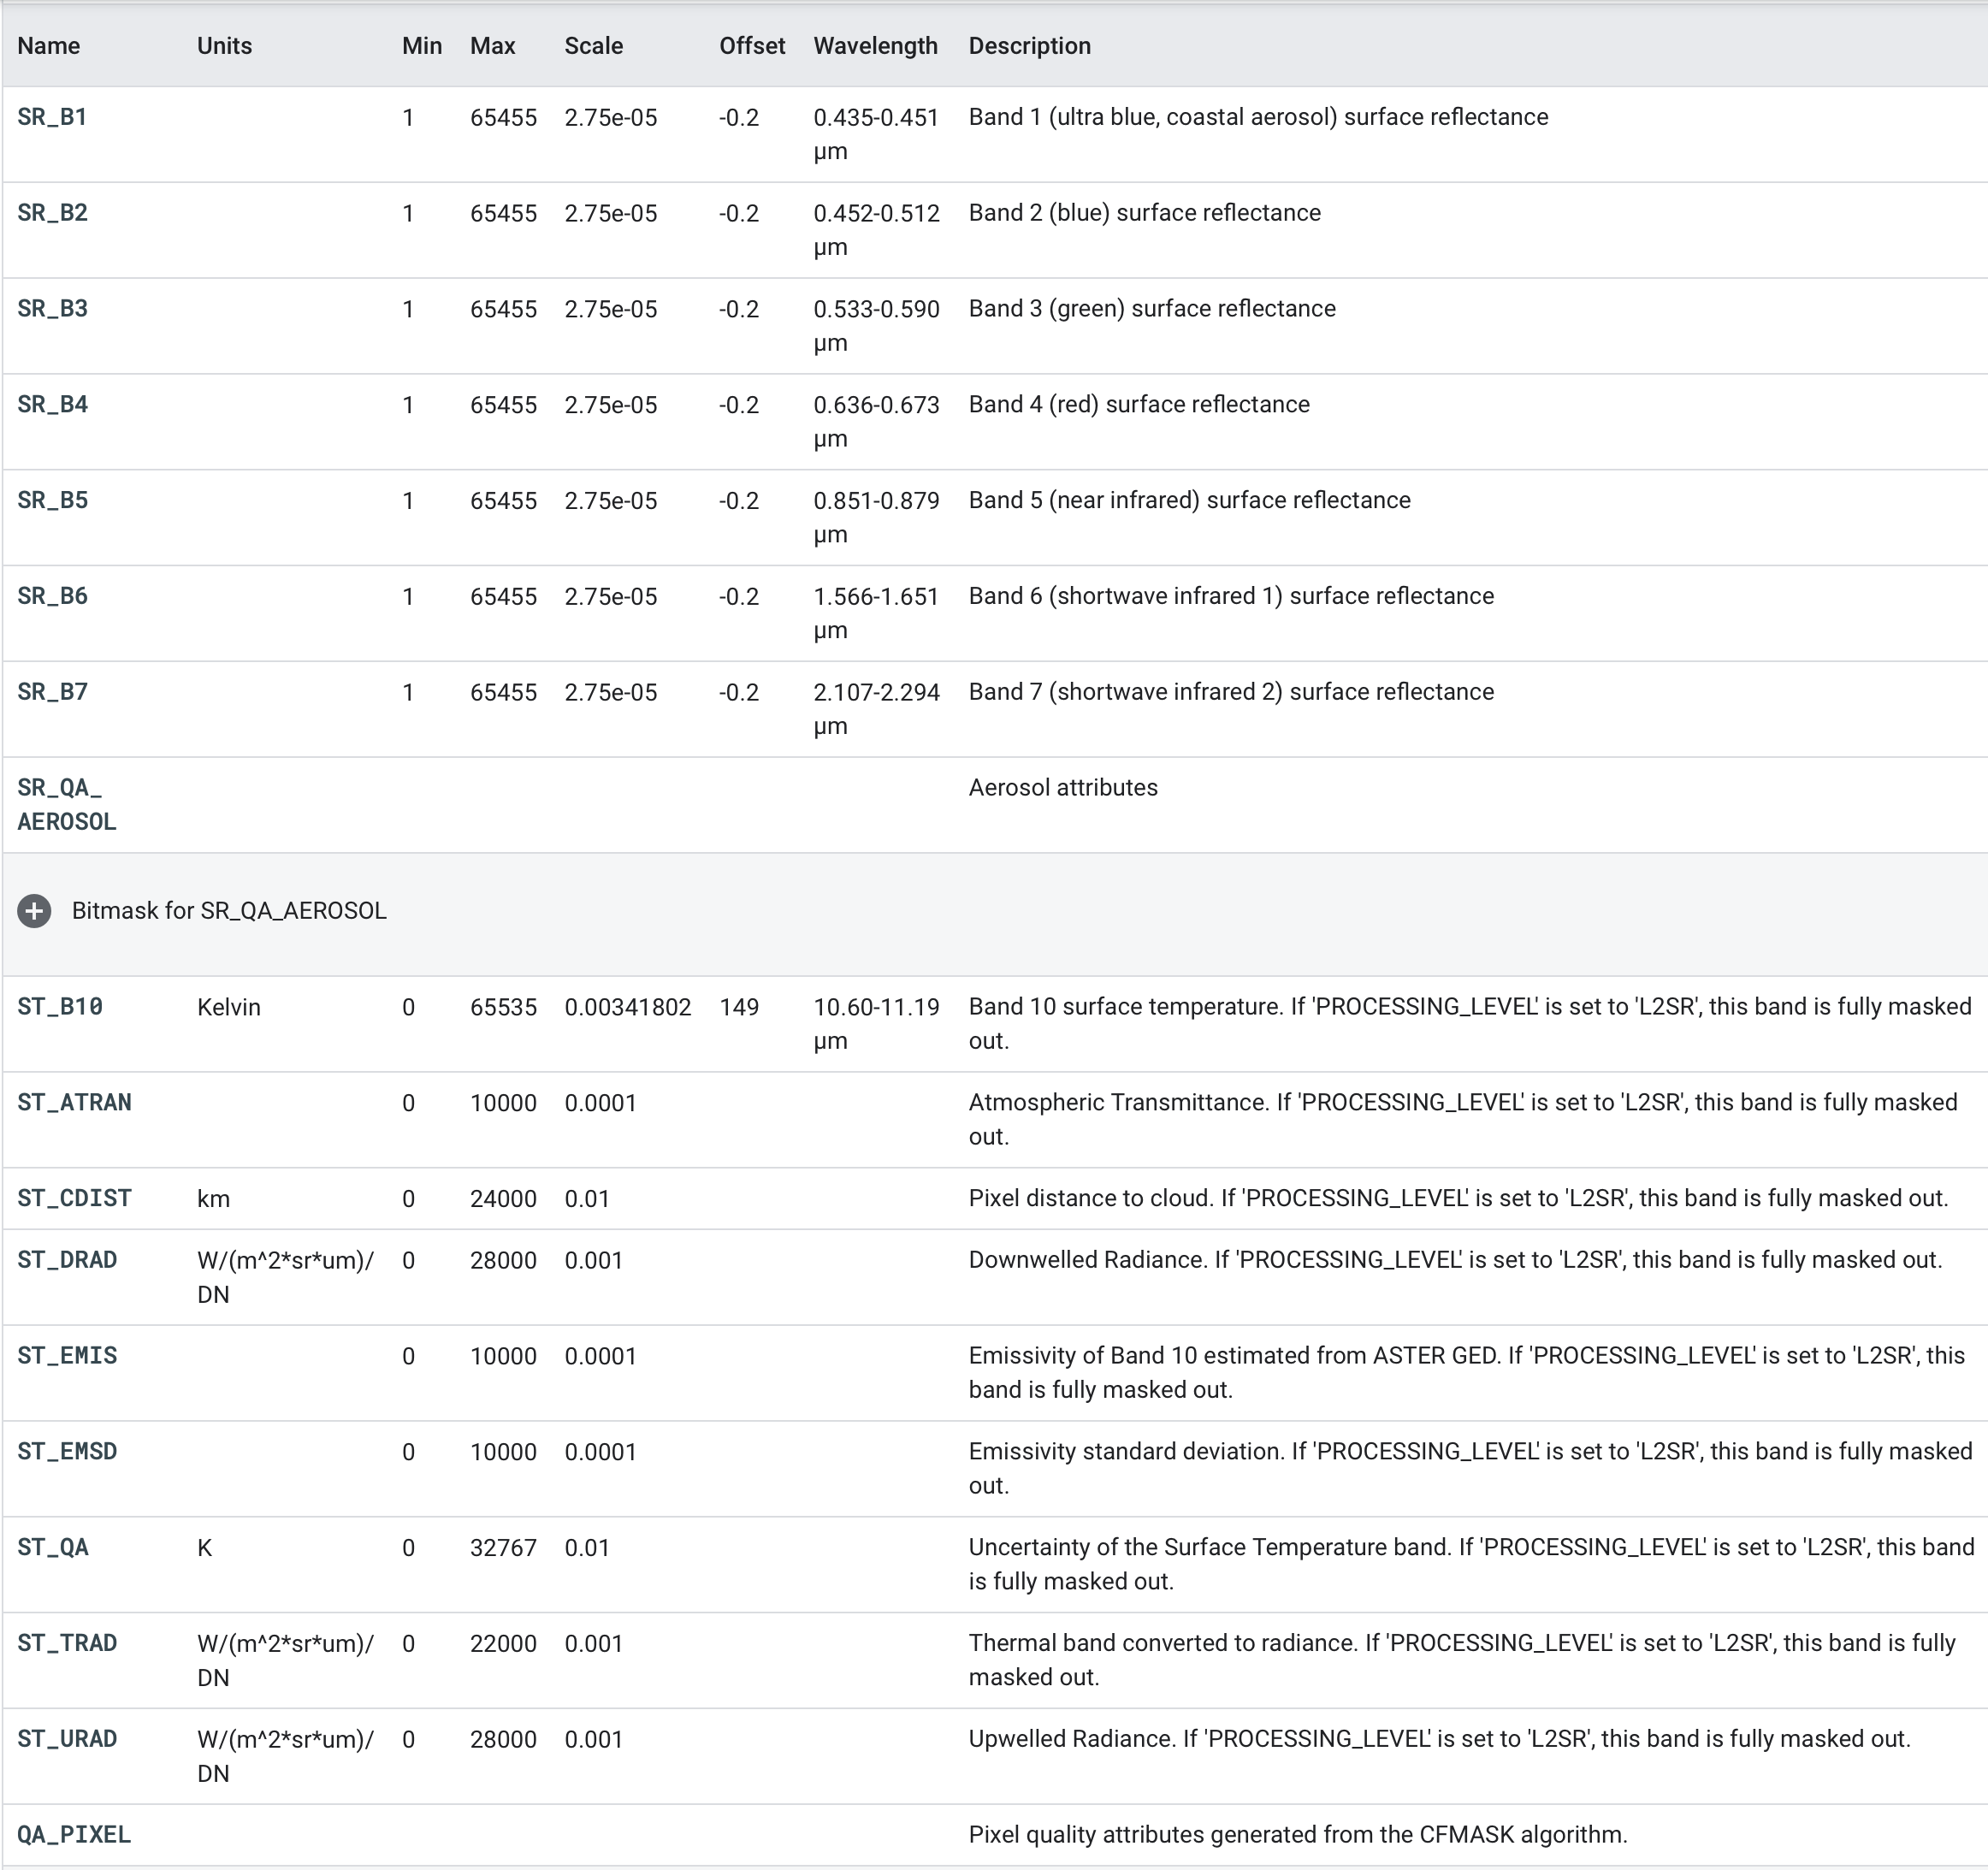 Name Units Min Max Scale Offset Wavelength Description
SR_B1 1 65455 2.75e-05 -0.2 0.435-0.451 Band 1 (ultra blue, coastal aerosol) surface reflectance
µm
SR_B2 1 65455 2.75e-05 -0.2 0.452-0.512 Band 2 (blue) surface reflectance
µm
SR_B3 1 65455 2.75e-05 -0.2 0.533-0.590 Band 3 (green) surface reflectance
µm
SR_B4 1 65455 2.75e-05 -0.2 0.636-0.673 Band 4 (red) surface reflectance
µm
SR_B5 1 65455 2.75e-05 -0.2 0.851-0.879 Band 5 (near infrared) surface reflectance
µm
SR_B6 1 65455 2.75e-05 -0.2 1.566-1.651 Band 6 (shortwave infrared 1) surface reflectance
µm
SR_B7 1 65455 2.75e-05 -0.2 2.107-2.294 Band 7 (shortwave infrared 2) surface reflectance
µm
SR_QA_ Aerosol attributes
AEROSOL
Bitmask for SR_QA_AEROSOL
ST_B10 Kelvin 0 65535 0.00341802 149 10.60-11.19 Band 10 surface temperature. If 'PROCESSING_LEVEL' is set to 'L2SR', this band is fully masked
µm out.
ST_ATRAN 0 10000 0.0001 Atmospheric Transmittance. If 'PROCESSING_LEVEL' is set to 'L2SR', this band is fully masked
out.
ST_CDIST km 0 24000 0.01 Pixel distance to cloud. If 'PROCESSING_LEVEL' is set to 'L2SR', this band is fully masked out.
ST_DRAD W/(m^2*sr*um)/ 0 28000 0.001 Downwelled Radiance. If 'PROCESSING_LEVEL' is set to 'L2SR', this band is fully masked out.
DN
ST_EMIS 0 10000 0.0001 Emissivity of Band 10 estimated from ASTER GED. If 'PROCESSING_LEVEL' is set to 'L2SR', this
band is fully masked out.
ST_EMSD 0 10000 0.0001 Emissivity standard deviation. If 'PROCESSING_LEVEL' is set to 'L2SR', this band is fully masked
out.
ST_QA K 0 32767 0.01 Uncertainty of the Surface Temperature band. If 'PROCESSING_LEVEL' is set to 'L2SR', this band
is fully masked out.
ST_TRAD W/(m^2*sr*um)/ 0 22000 0.001 Thermal band converted to radiance. If 'PROCESSING_LEVEL' is set to 'L2SR', this band is fully
DN masked out.
ST_URAD W/(m^2*sr*um)/ 0 28000 0.001 Upwelled Radiance. If 'PROCESSING_LEVEL' is set to 'L2SR', this band is fully masked out.
DN
QA_PIXEL Pixel quality attributes generated from the CFMASK algorithm.